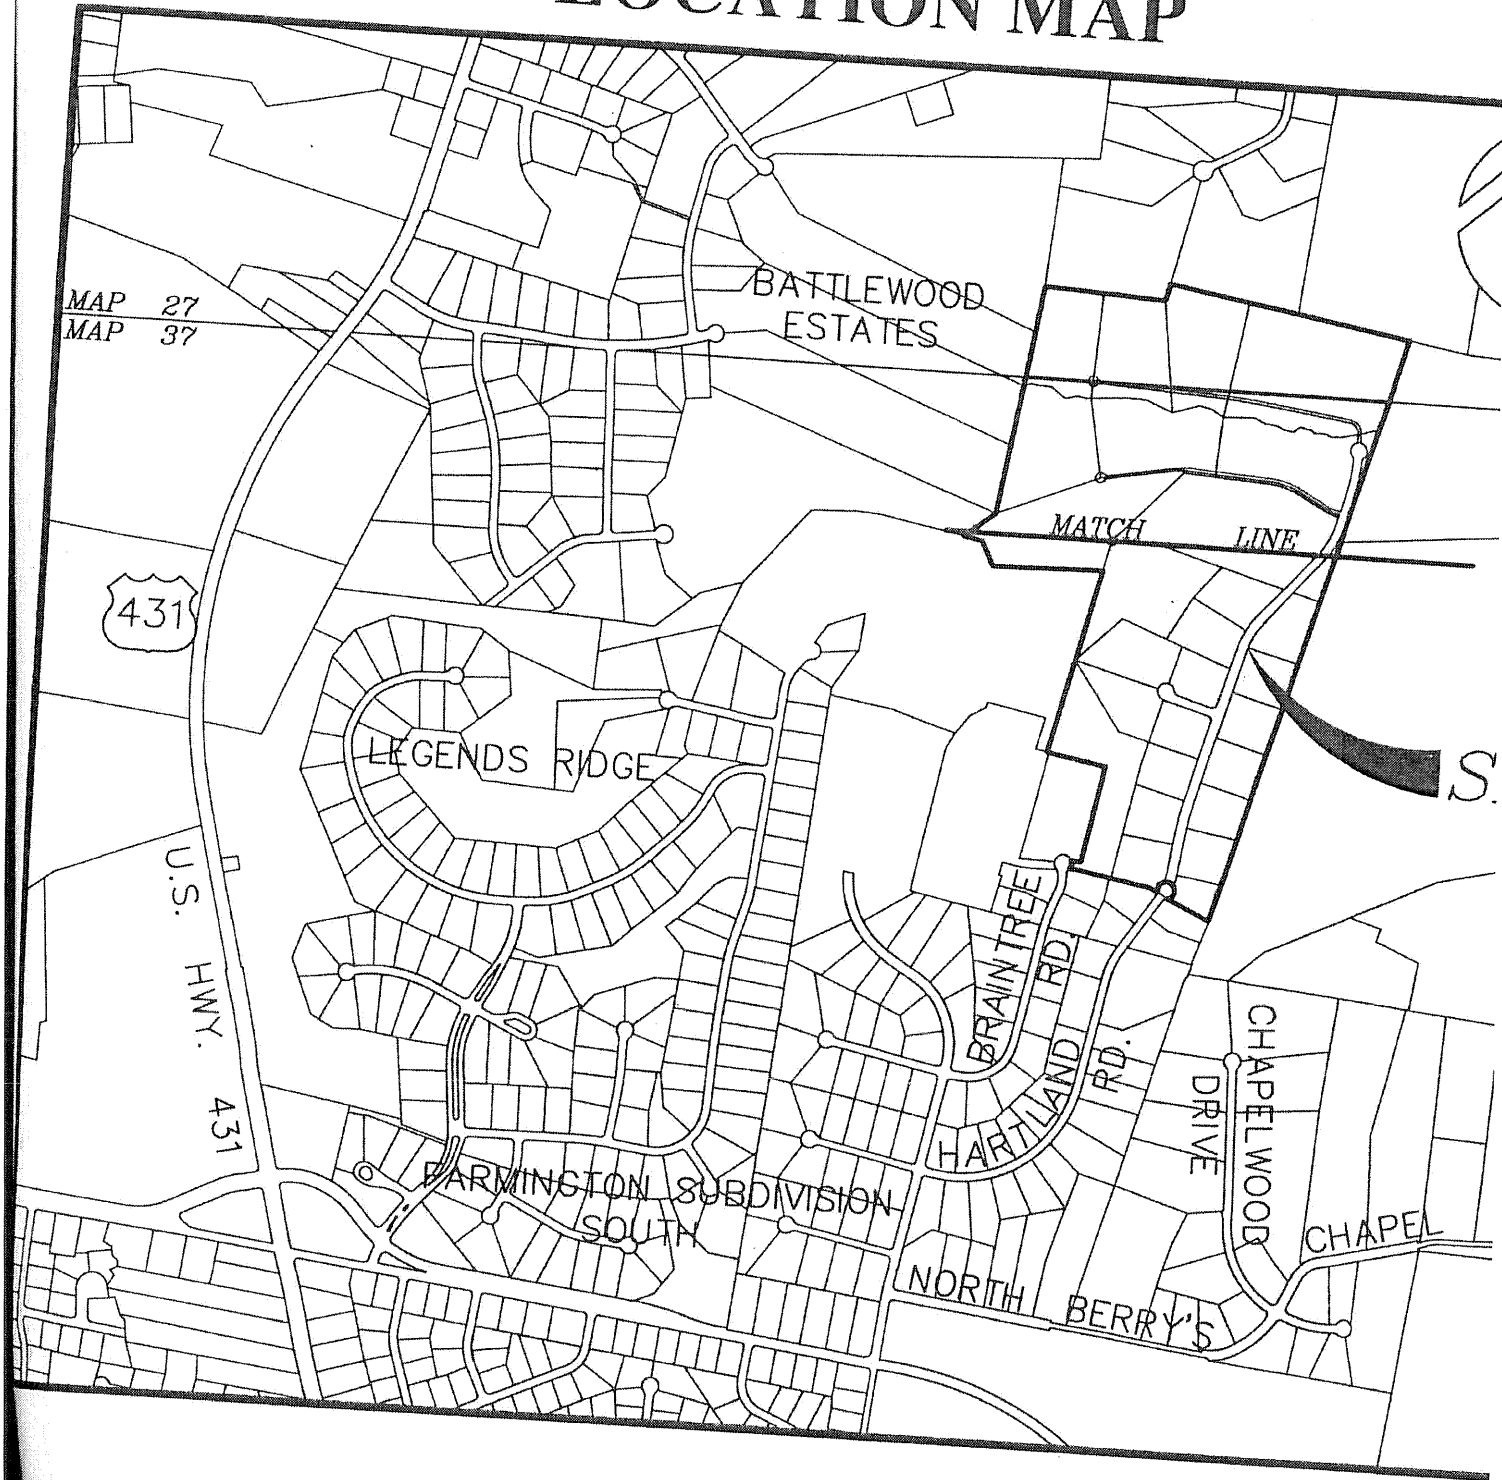 LOCATION MAP
BATTLEWOOD
ESTATES
MAP 27
MAP 37
MATCH LINE
431
LEGENDS RIDGE
S
U.S. HWY. 431
BRAINTREE
RD.
HARTLAND
RD.
CHAPELWOOD
DRIVE
FARMINGTON SUBDIVISION
SOUTH
NORTH BERRY'S CHAPEL